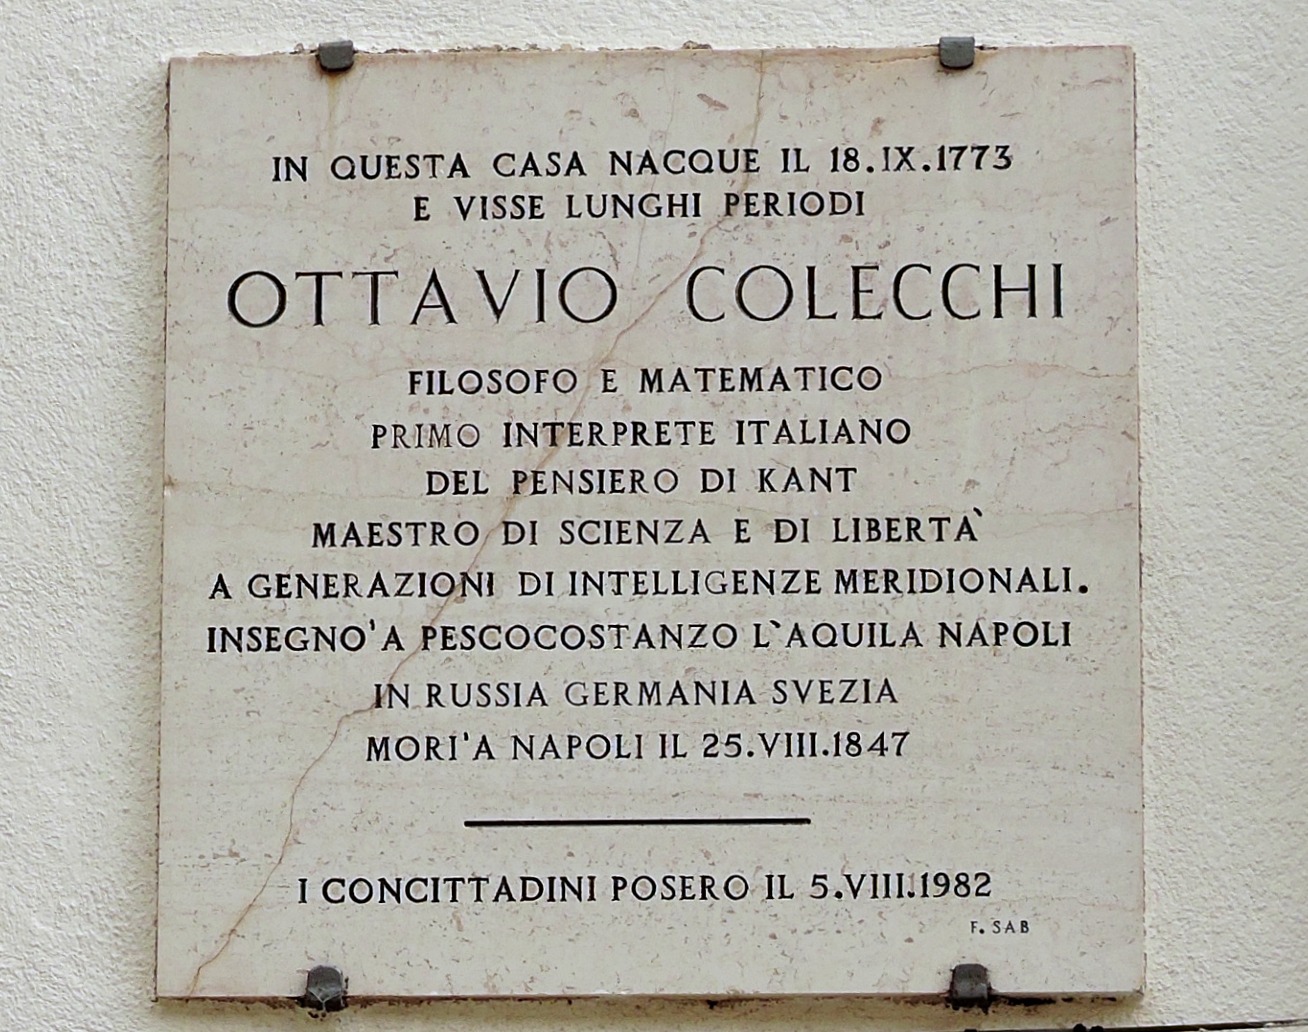 IN QUESTA CASA NACQUE IL 18.IX.1773
E VISSE LUNGHI PERIODI
OTTAVIO COLECCHI
FILOSOFO E MATEMATICO
PRIMO INTERPRETE ITALIANO
DEL PENSIERO DI KANT
MAESTRO DI SCIENZA E DI LIBERTA`
A GENERAZIONI DI INTELLIGENZE MERIDIONALI.
INSEGNO'A PESCOCOSTANZO L`AQUILA NAPOLI
IN RUSSIA GERMANIA SVEZIA
MORI'A NAPOLI IL 25.VIII.1847
I CONCITTADINI POSERO IL 5.VIII.1982
F. SAB